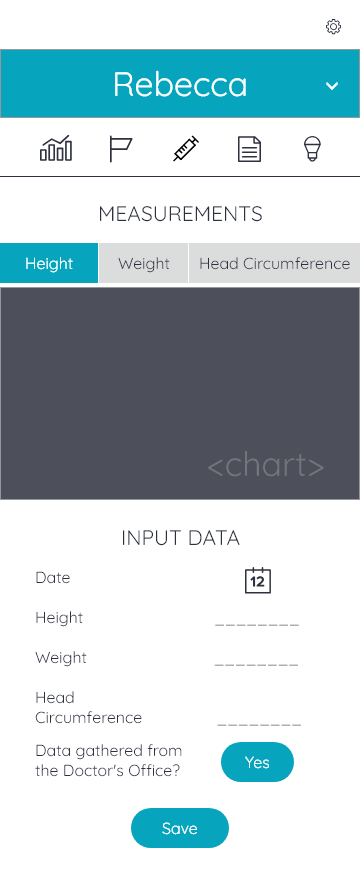 Rebecca
MEASUREMENTS
Height Weight Head Circumference
<chart>
INPUT DATA
Date 12
Height ________
Weight ________
Head
Circumference ________
Data gathered from
the Doctor's Office? Yes
Save